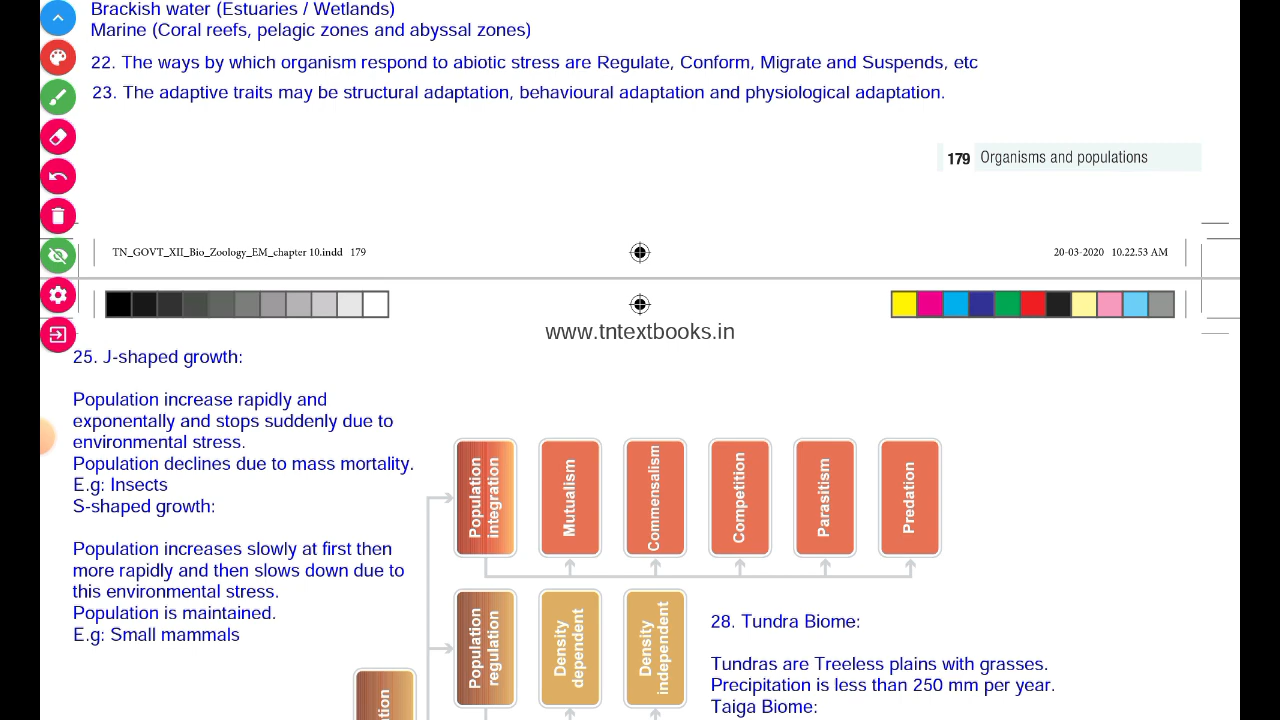 Brackish water (Estuaries / Wetlands)
Marine (Coral reefs, pelagic zones and abyssal zones)
22. The ways by which organism respond to abiotic stress are Regulate, Conform, Migrate and Suspends, etc
23. The adaptive traits may be structural adaptation, behavioural adaptation and physiological adaptation.
179 Organisms and populations
TN_GOVT_XII_Bio_Zoology_EM_chapter 10.indd 179
20-03-2020 10.22.53 AM
www.tntextbooks.in
25. J-shaped growth:
Population increase rapidly and
exponentially and stops suddenly due to
environmental stress.
Population declines due to mass mortality.
E.g: Insects
S-shaped growth:
Population increases slowly at first then
more rapidly and then slows down due to
this environmental stress.
Population is maintained.
E.g: Small mammals
Population
integration
Mutualism
Commensalism
Competition
Parasitism
Predation
Population
regulation
Density
dependent
Density
independent
28. Tundra Biome:
Tundras are Treeless plains with grasses.
Precipitation is less than 250 mm per year.
Taiga Biome: